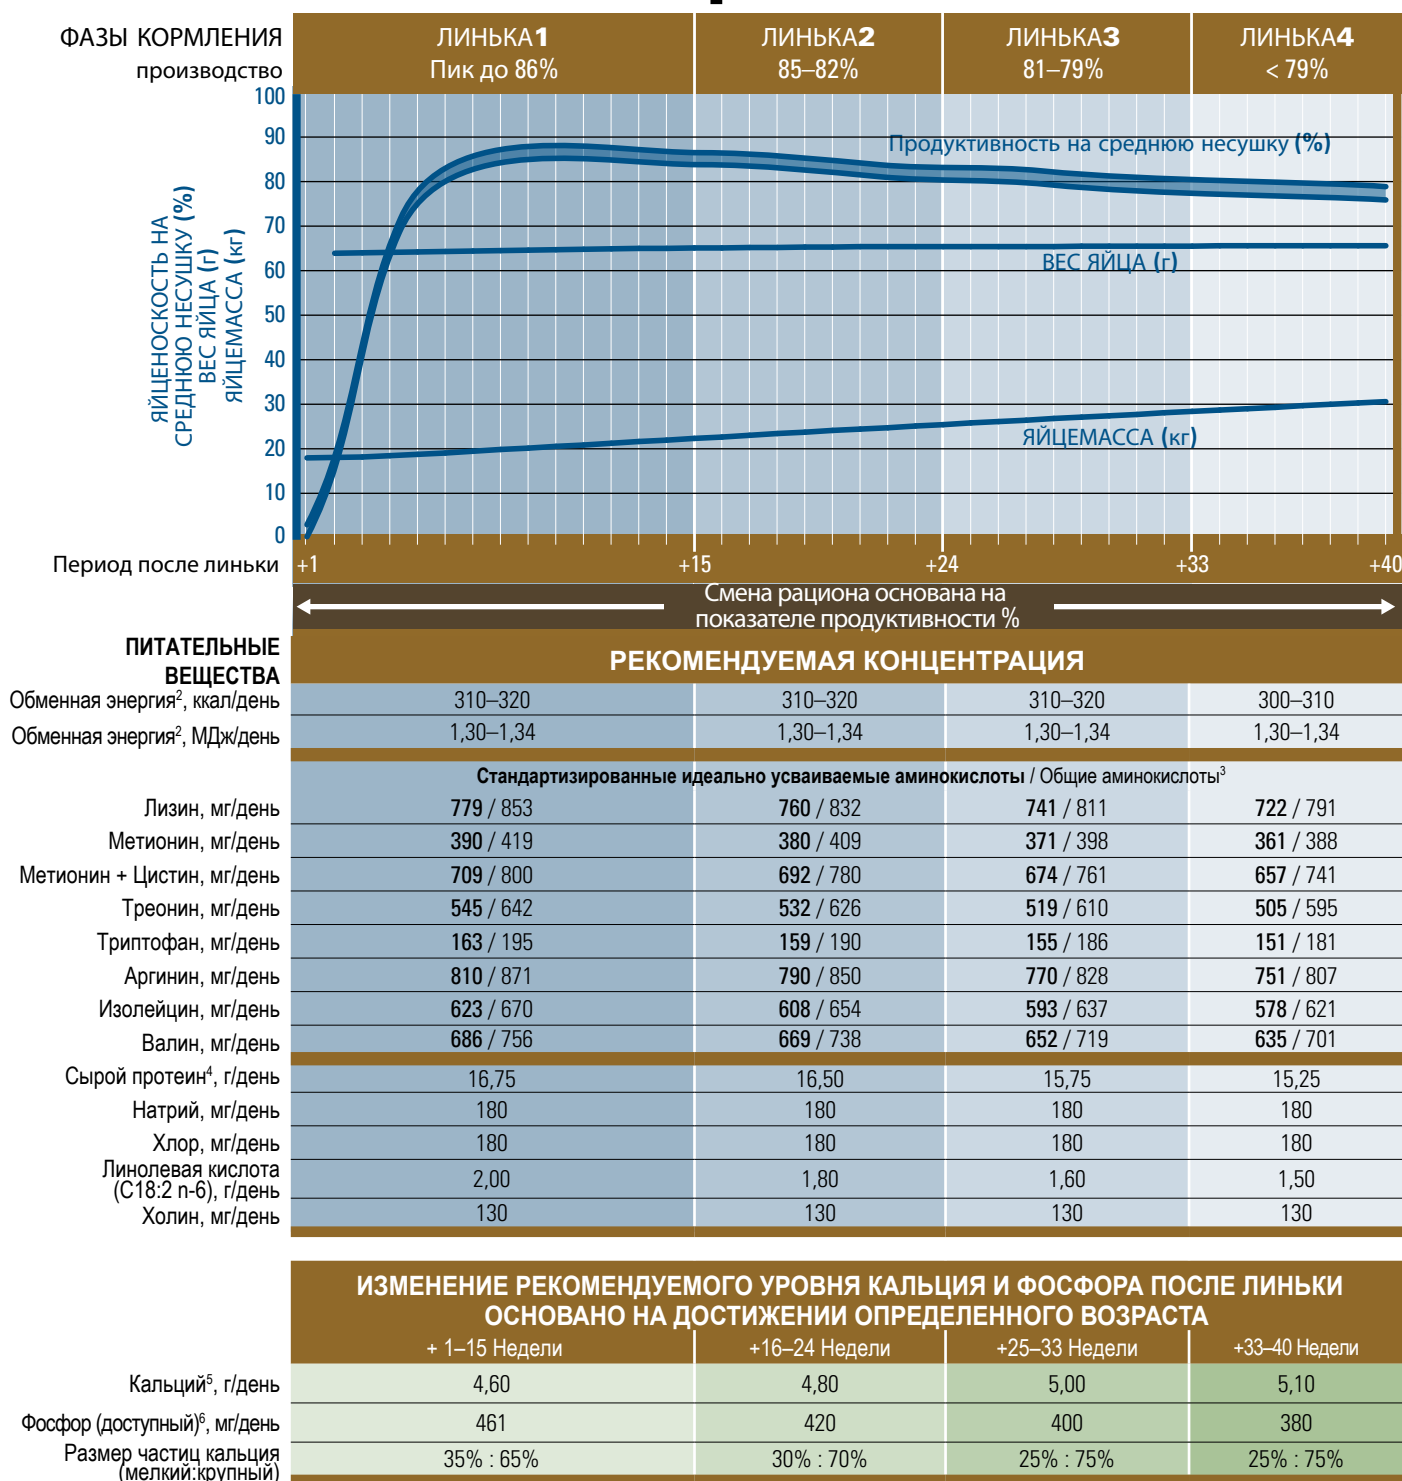 ФАЗЫ КОРМЛЕНИЯ ЛИНЬКА1 ЛИНЬКА2 ЛИНЬКА3 ЛИНЬКА4
производство Пик до 86% 85–82% 81–79% < 79%
100
90
80
70
60
50
40
30
20
10
0
ЯЙЦЕНОСКОСТЬ НА
СРЕДНЮЮ НЕСУШКУ (%)
ВЕС ЯЙЦА (г)
ЯЙЦЕМАССА (кг)
Продуктивность на среднюю несушку (%)
ВЕС ЯЙЦА (г)
ЯЙЦЕМАССА (кг)
Период после линьки +1 +15 +24 +33 +40
Смена рациона основана на
показателе продуктивности %
ПИТАТЕЛЬНЫЕ
ВЕЩЕСТВА
РЕКОМЕНДУЕМАЯ КОНЦЕНТРАЦИЯ
Обменная энергия², ккал/день 310–320 310–320 310–320 300–310
Обменная энергия², МДж/день 1,30–1,34 1,30–1,34 1,30–1,34 1,30–1,34
Стандартизированные идеально усваиваемые аминокислоты / Общие аминокислоты³
Лизин, мг/день 779 / 853 760 / 832 741 / 811 722 / 791
Метионин, мг/день 390 / 419 380 / 409 371 / 398 361 / 388
Метионин + Цистин, мг/день 709 / 800 692 / 780 674 / 761 657 / 741
Треонин, мг/день 545 / 642 532 / 626 519 / 610 505 / 595
Триптофан, мг/день 163 / 195 159 / 190 155 / 186 151 / 181
Аргинин, мг/день 810 / 871 790 / 850 770 / 828 751 / 807
Изолейцин, мг/день 623 / 670 608 / 654 593 / 637 578 / 621
Валин, мг/день 686 / 756 669 / 738 652 / 719 635 / 701
Сырой протеин⁴, г/день 16,75 16,50 15,75 15,25
Натрий, мг/день 180 180 180 180
Хлор, мг/день 180 180 180 180
Линолевая кислота
(C18:2 n-6), г/день 2,00 1,80 1,60 1,50
Холин, мг/день 130 130 130 130
ИЗМЕНЕНИЕ РЕКОМЕНДУЕМОГО УРОВНЯ КАЛЬЦИЯ И ФОСФОРА ПОСЛЕ ЛИНЬКИ
ОСНОВАНО НА ДОСТИЖЕНИИ ОПРЕДЕЛЕННОГО ВОЗРАСТА
+ 1–15 Недели +16–24 Недели +25–33 Недели +33–40 Недели
Кальций⁵, г/день 4,60 4,80 5,00 5,10
Фосфор (доступный)⁶, мг/день 461 420 400 380
Размер частиц кальция
(мелкий:крупный) 35% : 65% 30% : 70% 25% : 75% 25% : 75%